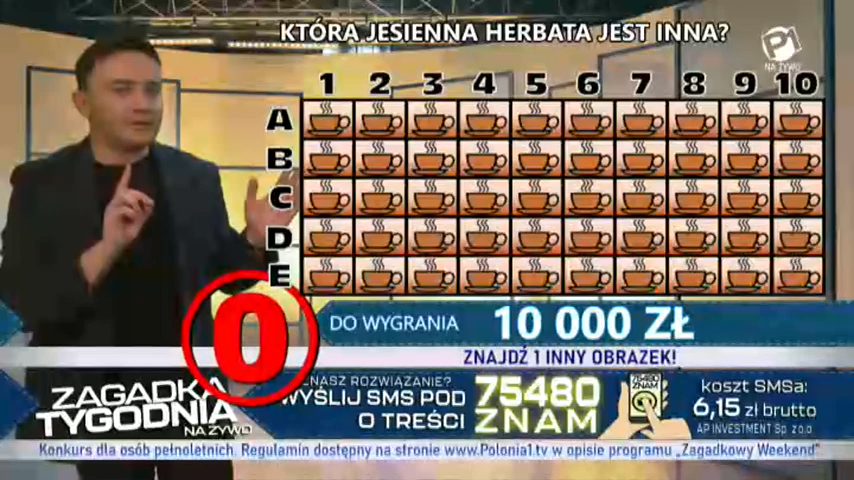 KTÓRA JESIENNA HERBATA JEST INNA?
P1
NA ŻYWO
1 2 3 4 5 6 7 8 9 10
A
B
C
D
E
0
DO WYGRANIA 10 000 ZŁ
ZNAJDŹ 1 INNY OBRAZEK!
ZAGADKA
TYGODNIA
NA ŻYWO
ZNASZ ROZWIĄZANIE?
WYŚLIJ SMS POD
O TREŚCI
75480
ZNAM
75480
ZNAM
koszt SMSa:
6,15 zł brutto
AP INVESTMENT Sp. z o.o.
Konkurs dla osób pełnoletnich. Regulamin dostępny na stronie www.Polonia1.tv w opisie programu „Zagadkowy Weekend”